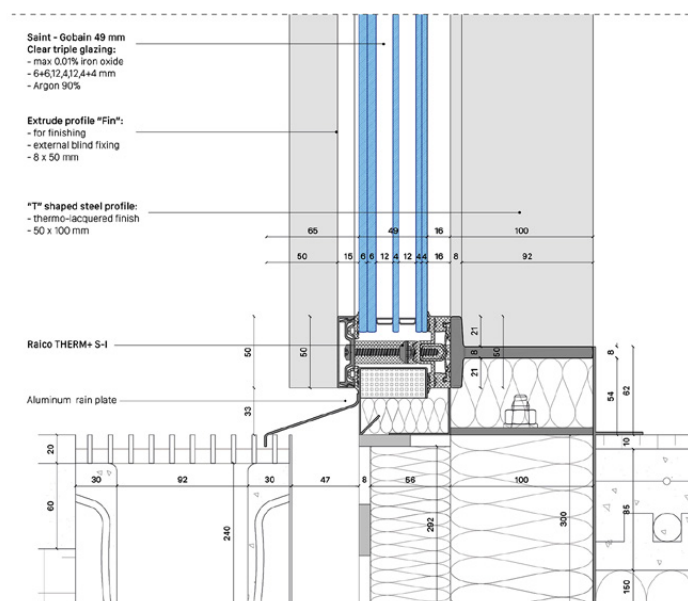 Saint - Gobain 49 mm
Clear triple glazing:
- max 0.01% iron oxide
- 6+6,12,4,12,4+4 mm
- Argon 90%
Extrude profile "Fin":
- for finishing
- external blind fixing
- 8 x 50 mm
"T" shaped steel profile:
- thermo-lacquered finish
- 50 x 100 mm
65 49 16 100
50 15 6 6 12 4 12 4 4 16 8 92
Raico THERM+ S-I
50 50 21 8 21 50 8 54 62
Aluminum rain plate
33
20 10
30 92 30 47 8 56 100
60 240 292 300 85
150